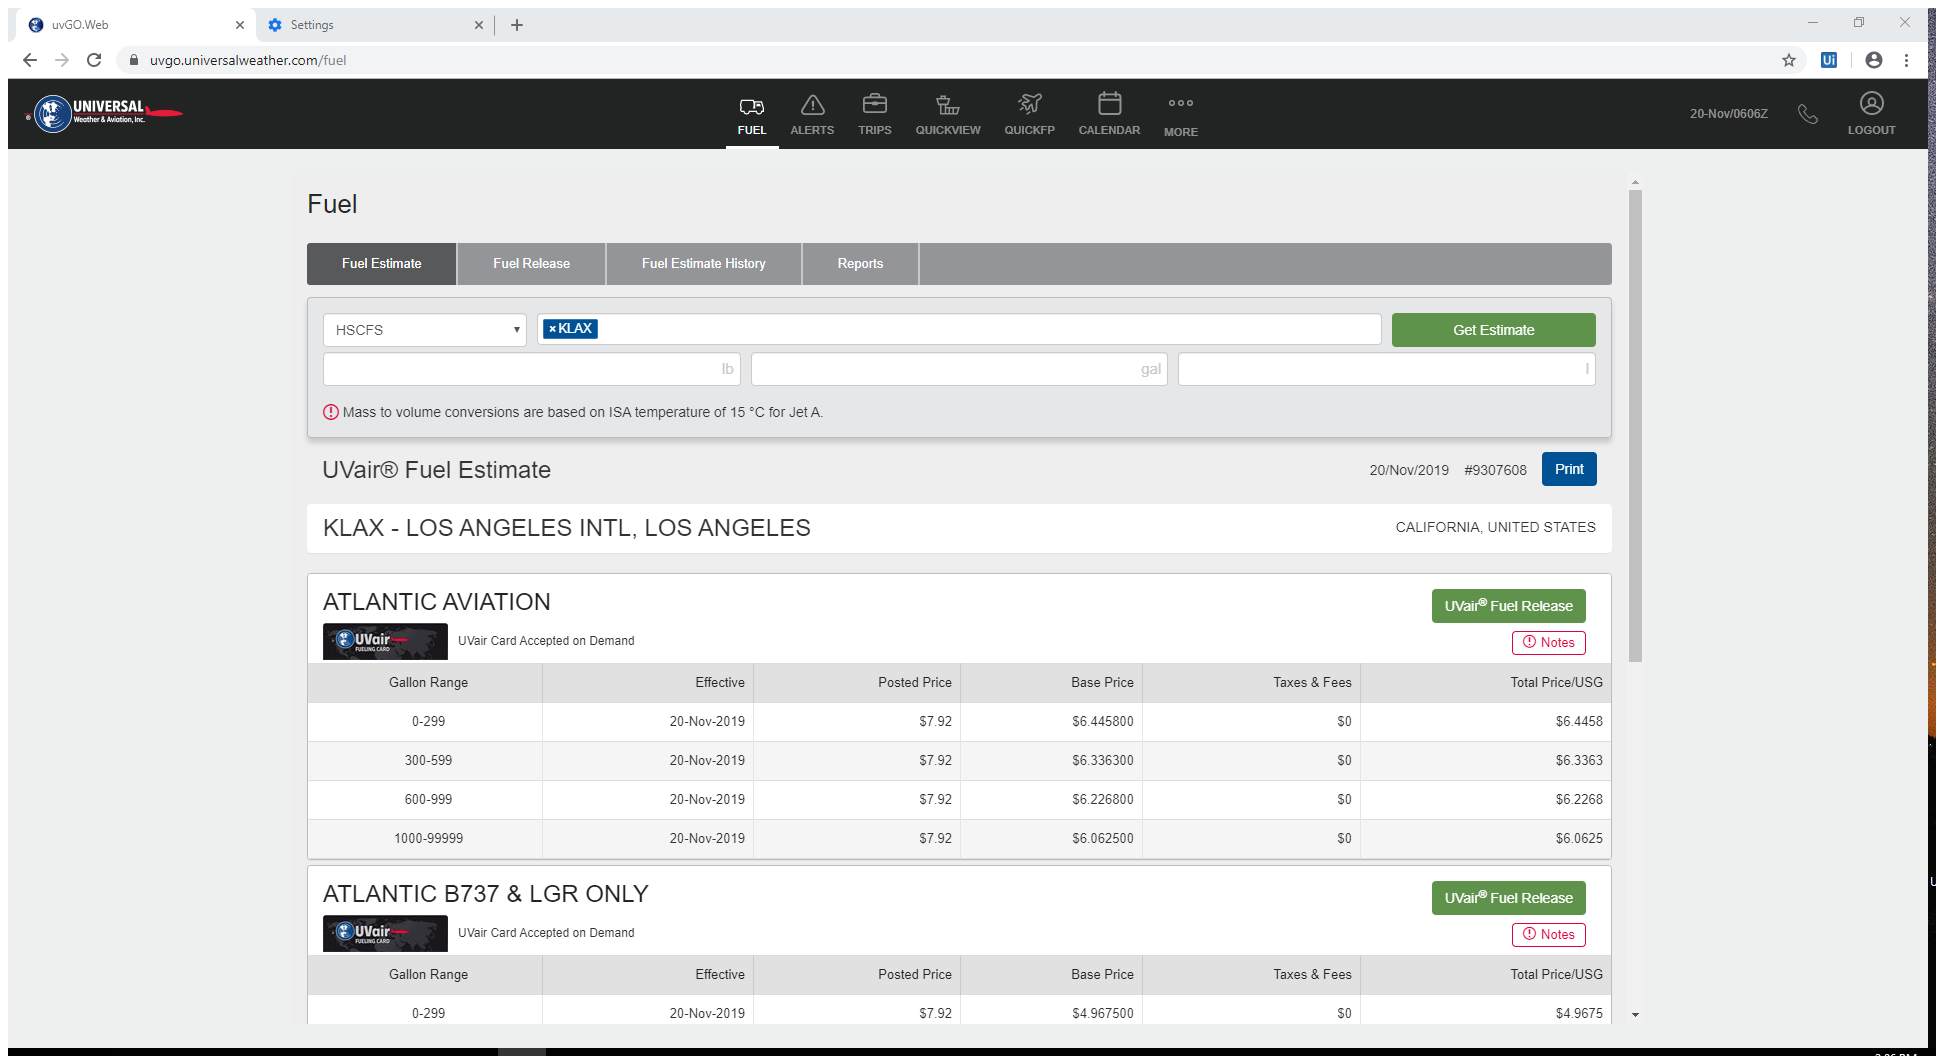 uvGO.Web
Settings
uvgo.universalweather.com/fuel
Ui
UNIVERSAL
Weather & Aviation, Inc.
FUEL
ALERTS
TRIPS
QUICKVIEW
QUICKFP
CALENDAR
MORE
20-Nov/0606Z
LOGOUT
Fuel
Fuel Estimate
Fuel Release
Fuel Estimate History
Reports
HSCFS
× KLAX
Get Estimate
lb
gal
l
Mass to volume conversions are based on ISA temperature of 15 °C for Jet A.
UVair® Fuel Estimate
20/Nov/2019 #9307608 Print
KLAX - LOS ANGELES INTL, LOS ANGELES
CALIFORNIA, UNITED STATES
ATLANTIC AVIATION
UVair® Fuel Release
UVair
FUELING CARD
UVair Card Accepted on Demand
Notes
Gallon Range Effective Posted Price Base Price Taxes & Fees Total Price/USG
0-299 20-Nov-2019 $7.92 $6.445800 $0 $6.4458
300-599 20-Nov-2019 $7.92 $6.336300 $0 $6.3363
600-999 20-Nov-2019 $7.92 $6.226800 $0 $6.2268
1000-99999 20-Nov-2019 $7.92 $6.062500 $0 $6.0625
ATLANTIC B737 & LGR ONLY
UVair® Fuel Release
UVair
FUELING CARD
UVair Card Accepted on Demand
Notes
Gallon Range Effective Posted Price Base Price Taxes & Fees Total Price/USG
0-299 20-Nov-2019 $7.92 $4.967500 $0 $4.9675